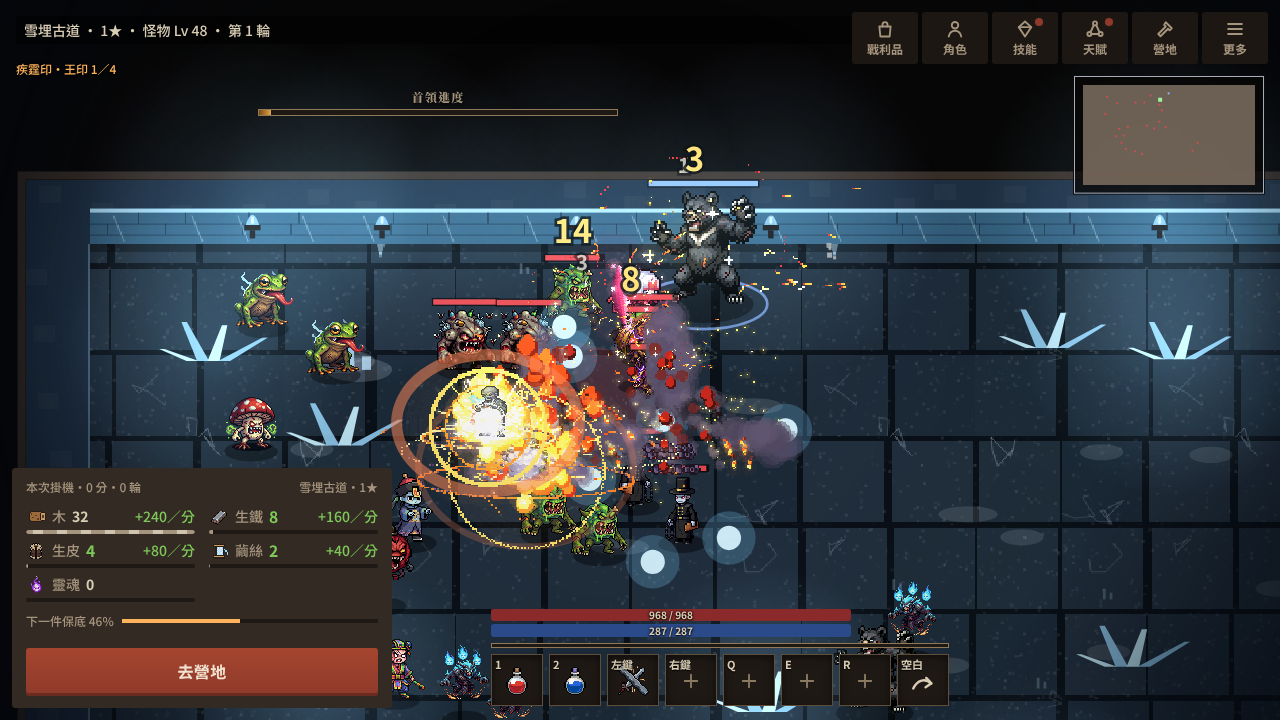 雪埋古道 · 1★ · 怪物 Lv 48 · 第 1 輪
戰利品
角色
技能
天賦
營地
更多
疾霆印 · 王印 1／4
首領進度
3
14
3
8
本次掛機 · 0 分 · 0 輪
雪埋古道 · 1★
木 32 +240／分
生鐵 8 +160／分
生皮 4 +80／分
繭絲 2 +40／分
靈魂 0
下一件保底 46%
去營地
968 / 968
287 / 287
1
2
左鍵
右鍵
Q
E
R
空白